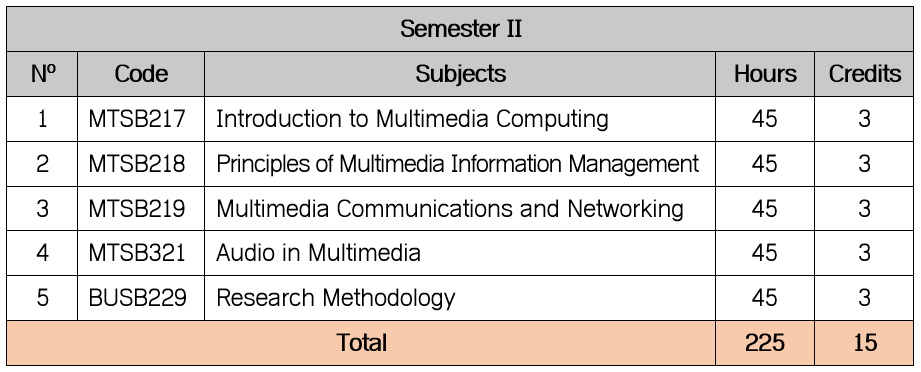 Semester II
Nº Code Subjects Hours Credits
1 MTSB217 Introduction to Multimedia Computing 45 3
2 MTSB218 Principles of Multimedia Information Management 45 3
3 MTSB219 Multimedia Communications and Networking 45 3
4 MTSB321 Audio in Multimedia 45 3
5 BUSB229 Research Methodology 45 3
Total 225 15